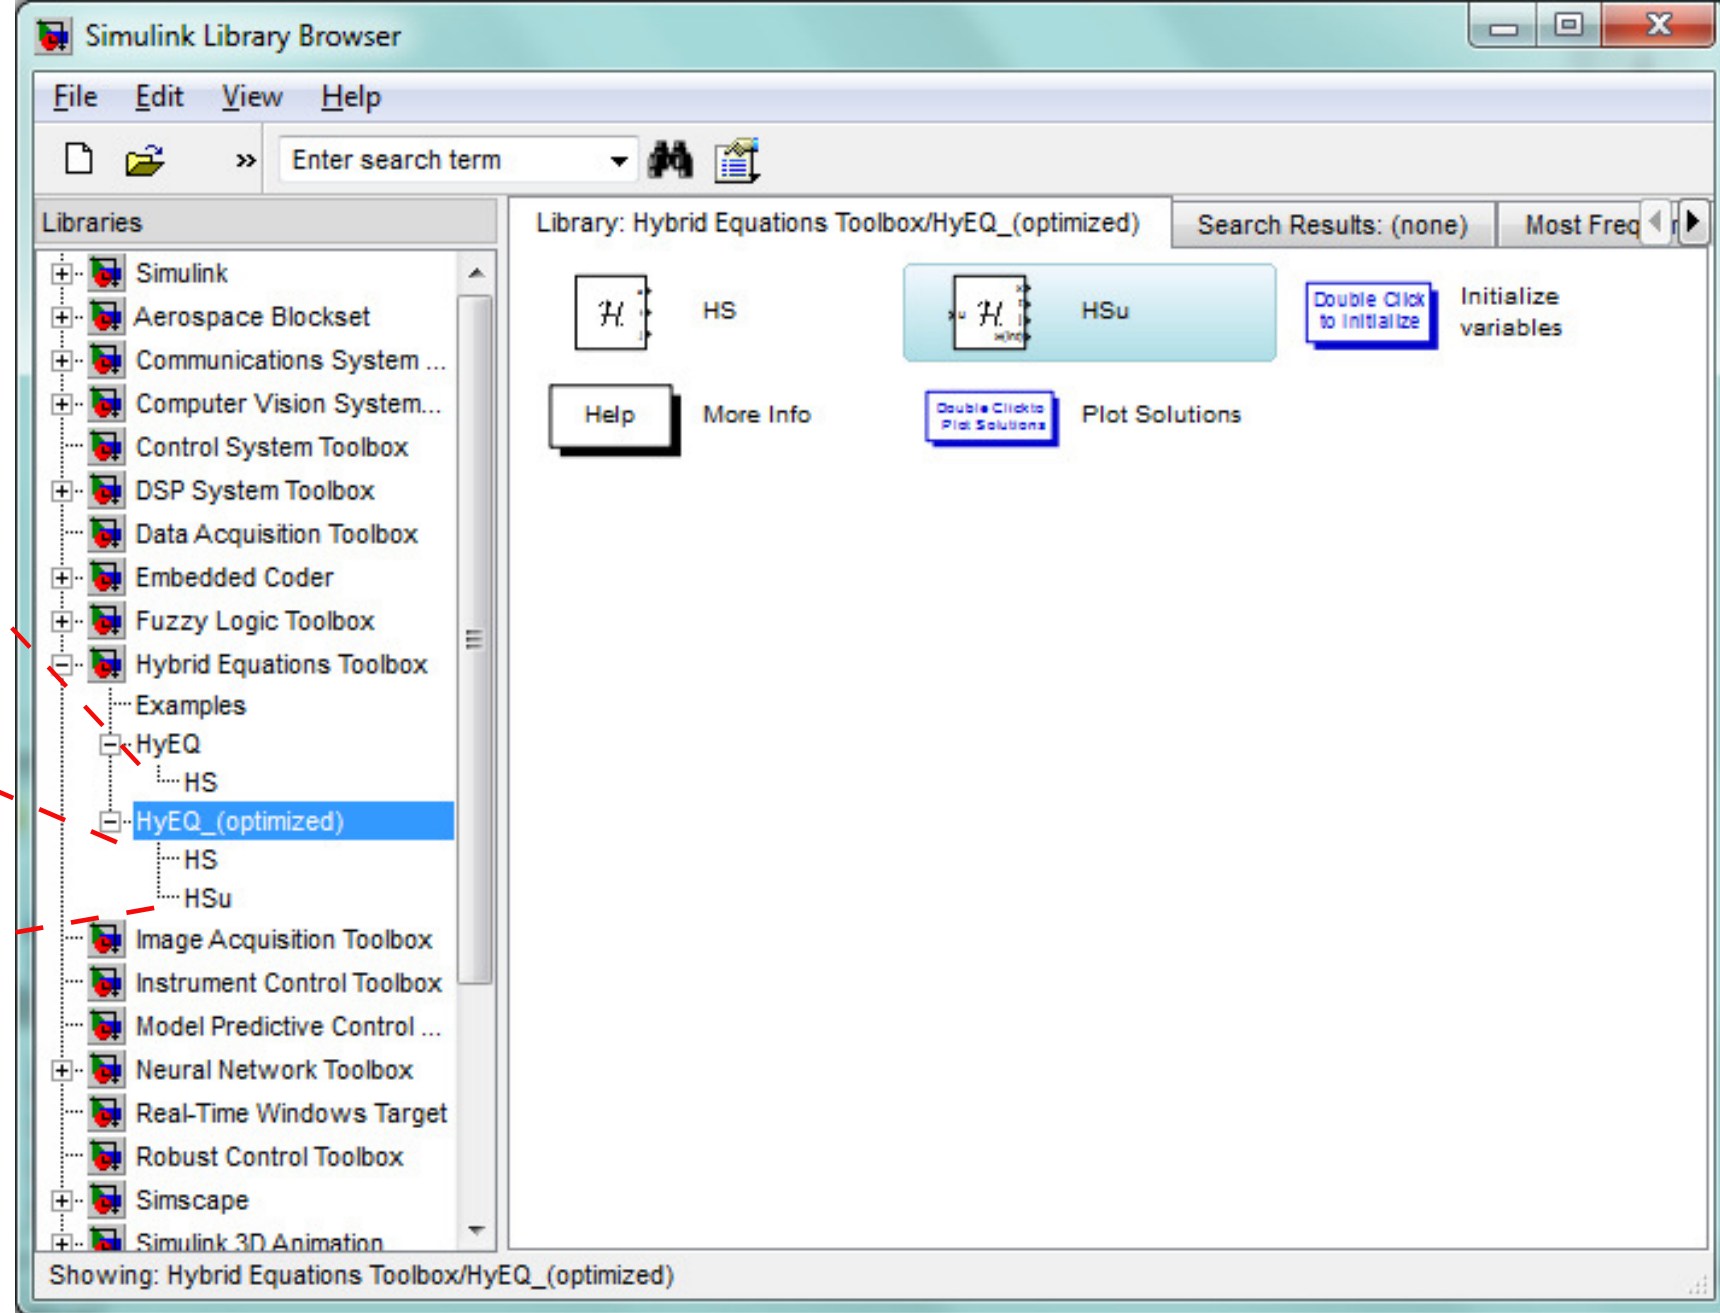 Simulink Library Browser
File Edit View Help
» Enter search term
Libraries
Library: Hybrid Equations Toolbox/HyEQ_(optimized) Search Results: (none) Most Freq
Simulink
Aerospace Blockset
Communications System ...
Computer Vision System...
Control System Toolbox
DSP System Toolbox
Data Acquisition Toolbox
Embedded Coder
Fuzzy Logic Toolbox
Hybrid Equations Toolbox
Examples
HyEQ
HS
HyEQ_(optimized)
HS
HSu
Image Acquisition Toolbox
Instrument Control Toolbox
Model Predictive Control ...
Neural Network Toolbox
Real-Time Windows Target
Robust Control Toolbox
Simscape
Simulink 3D Animation
H HS
u H HSu
Double Click
to Initialize
Initialize
variables
Help More Info
Double Click to
Plot Solutions
Plot Solutions
Showing: Hybrid Equations Toolbox/HyEQ_(optimized)